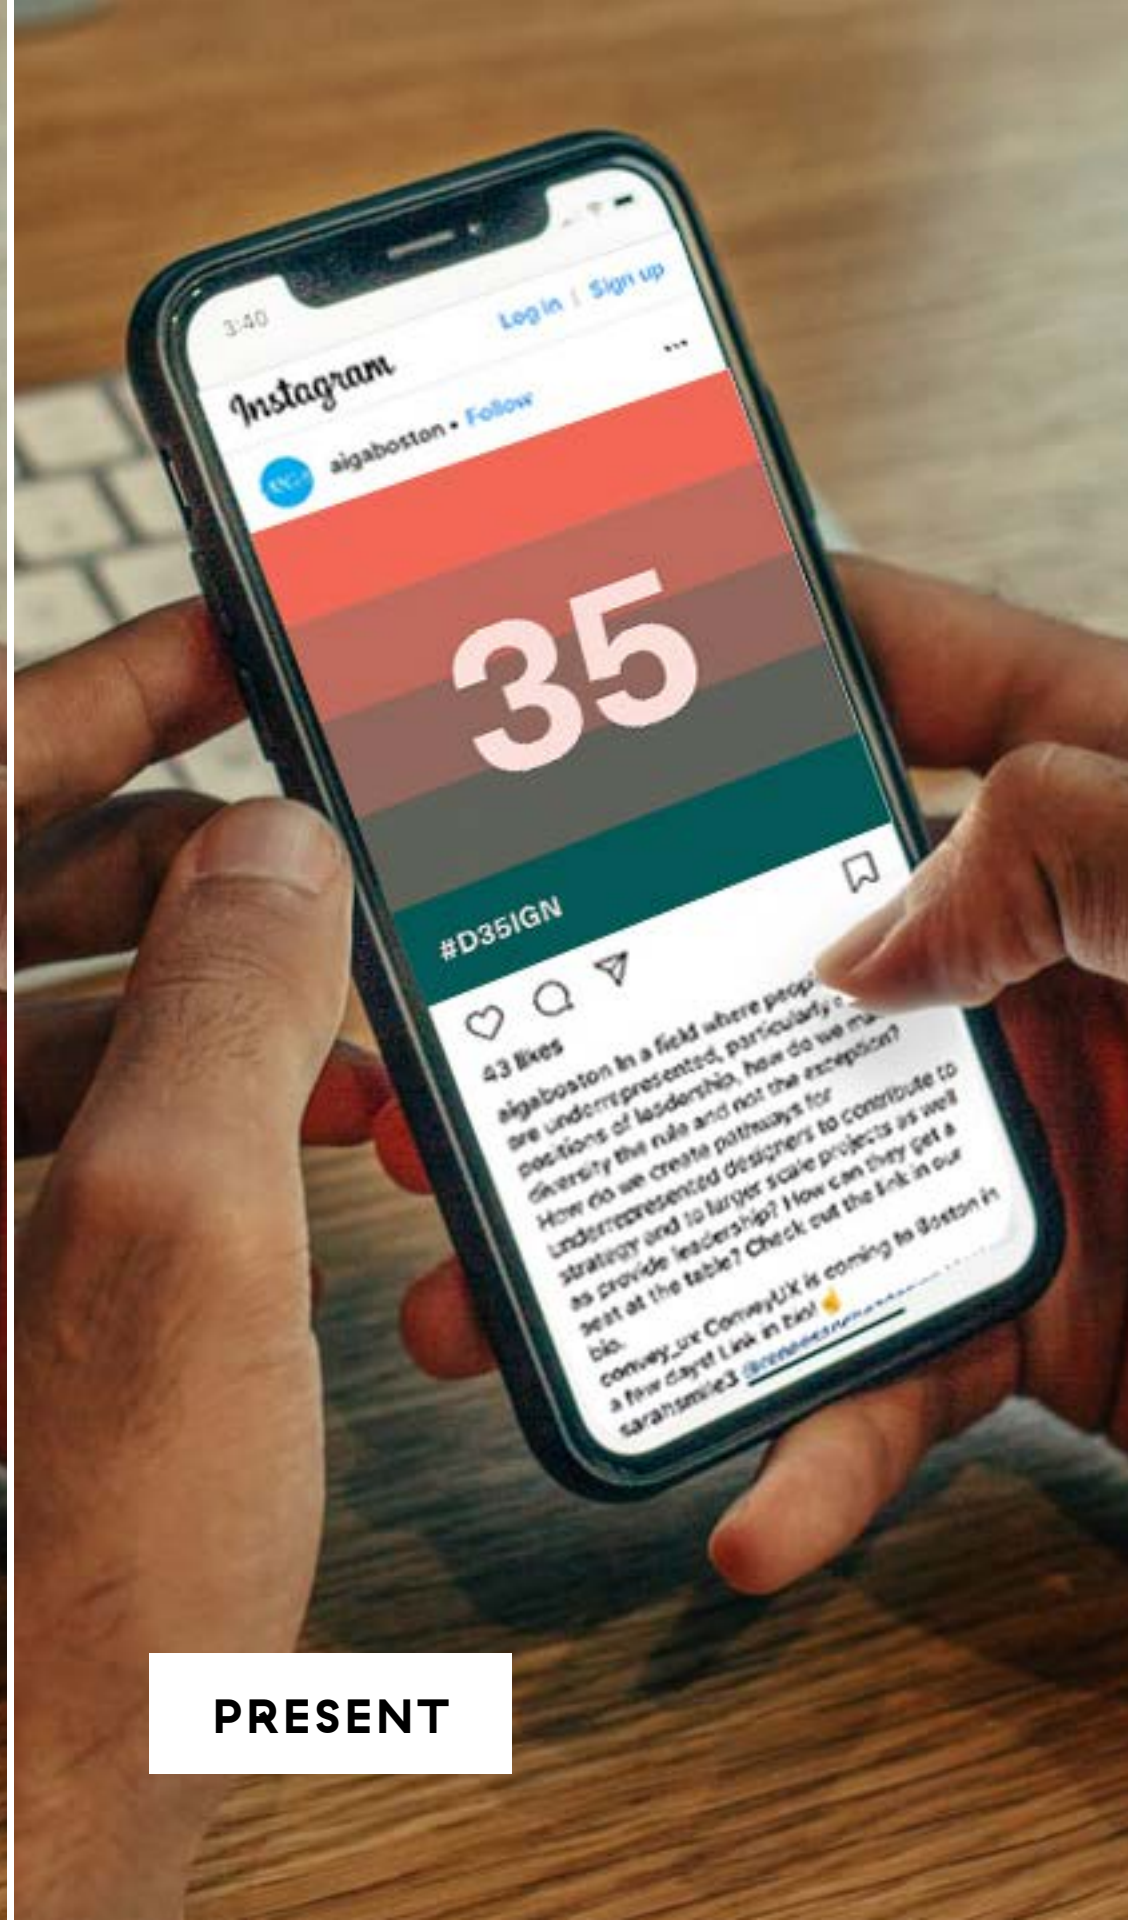 3:40
Log in | Sign up
Instagram
...
aigaboston • Follow
35
#D35IGN
43 likes
aigaboston In a field where
are underrepresented, particularly
positions of leadership, how do we
diversity the rule and not the exception?
How do we create pathways for
underrepresented designers to contribute to
strategy and to larger scale projects as well
as provide leadership? How can they get a
seat at the table? Check out the link in our
bio.
convey_ux ConveyUX is coming to Boston in
a few days! Link in bio! ☝
sarahsmile3
PRESENT